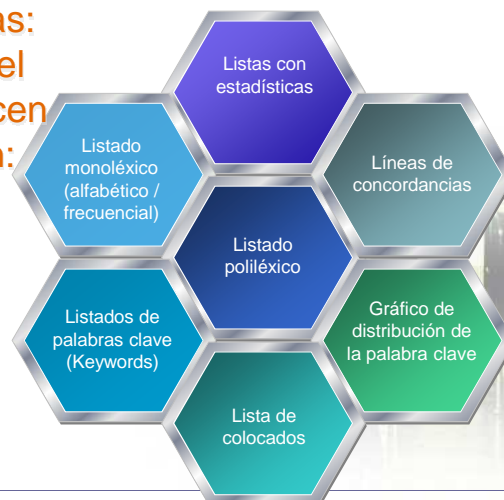 as:
el
cen
n:
Listas con
estadísticas
Listado
monoléxico
(alfabético /
frecuencial)
Líneas de
concordancias
Listado
poliléxico
Listados de
palabras clave
(Keywords)
Gráfico de
distribución de
la palabra clave
Lista de
colocados